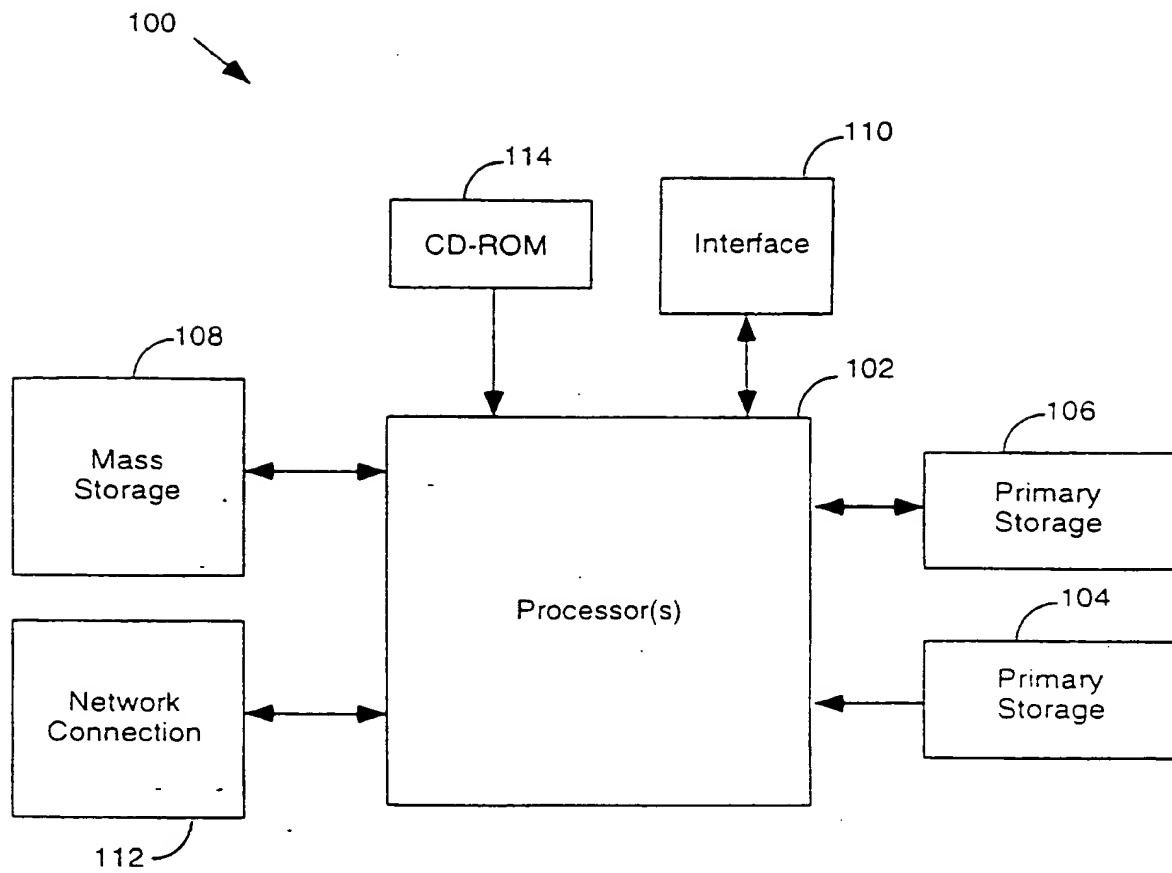 100
110
114
CD-ROM
Interface
108
102
106
Mass
Storage
Primary
Storage
Processor(s)
104
Network
Connection
Primary
Storage
112